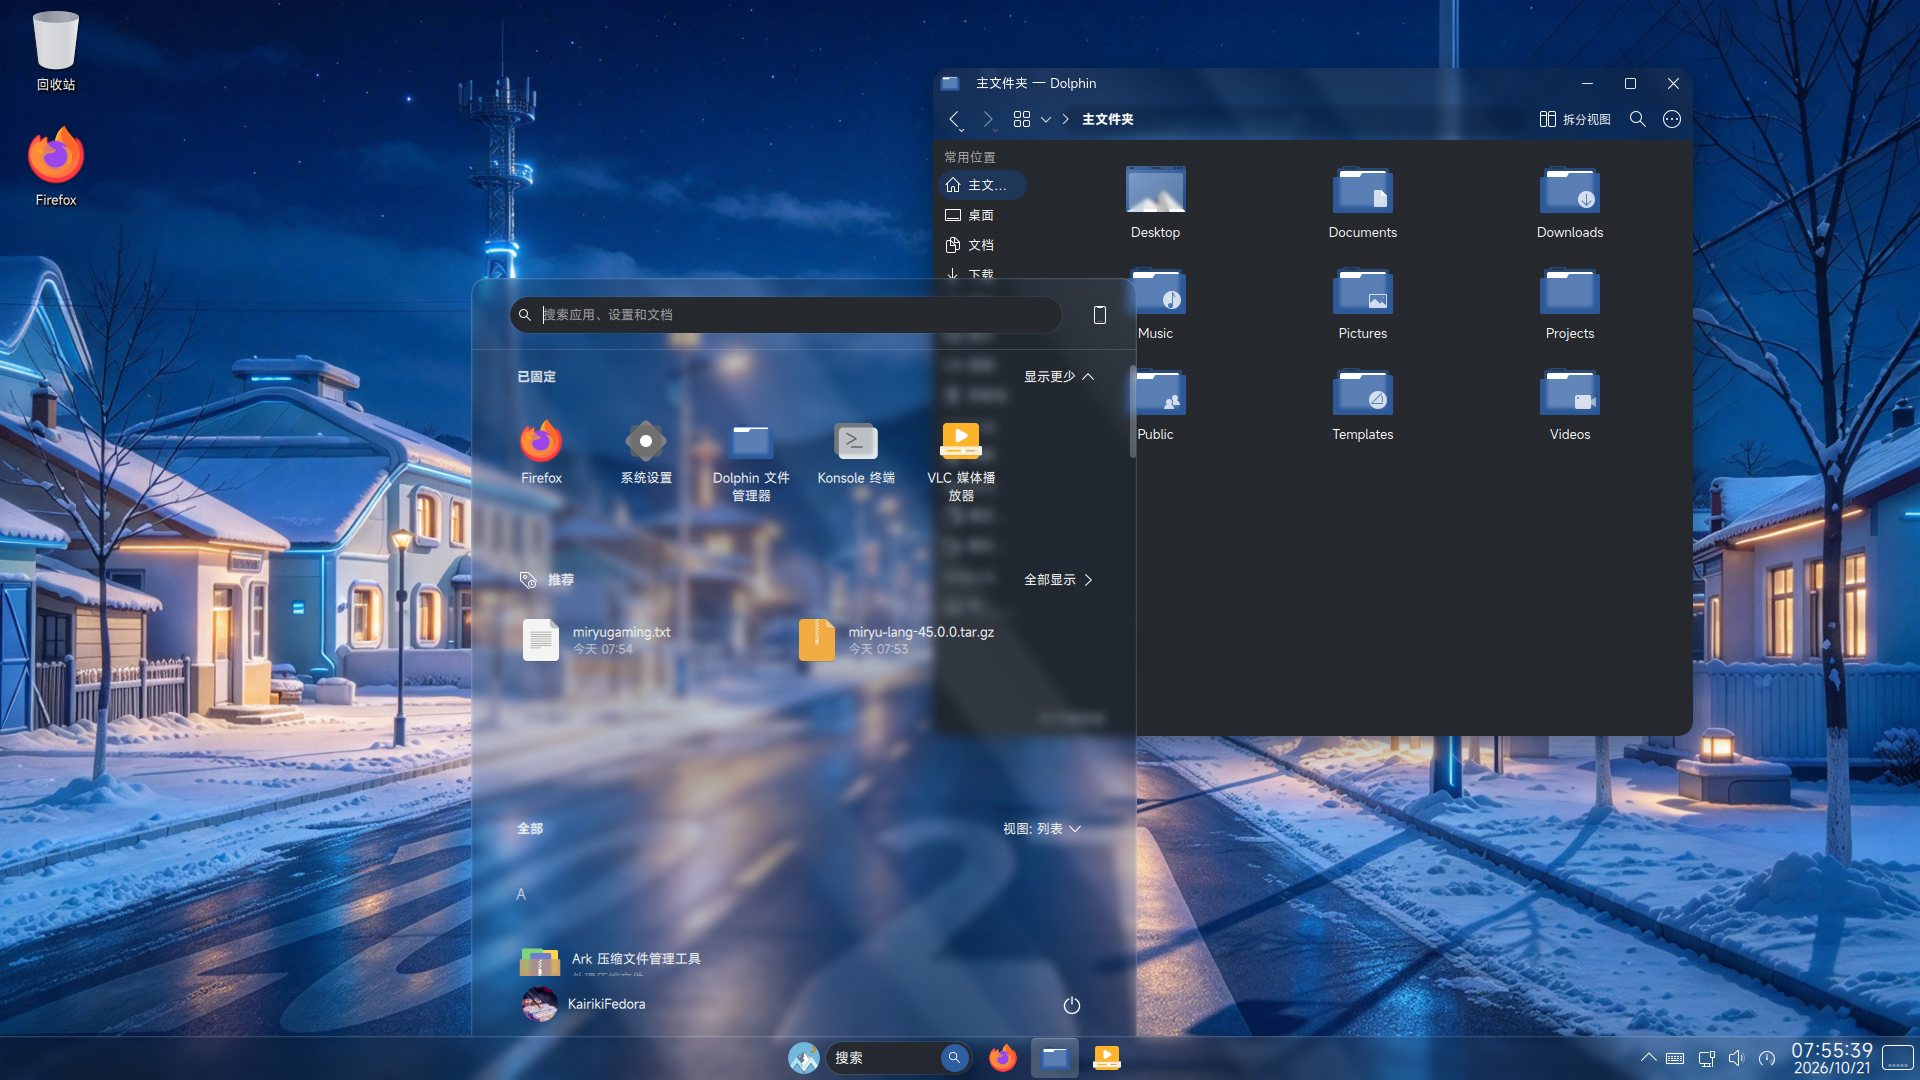 回收站
Firefox
主文件夹 — Dolphin
主文件夹
拆分视图
常用位置
主文...
桌面
文档
下载
Desktop
Documents
Downloads
Music
Pictures
Projects
Public
Templates
Videos
搜索应用、设置和文档
已固定
显示更少
Firefox
系统设置
Dolphin 文件
管理器
Konsole 终端
VLC 媒体播
放器
推荐
全部显示
miryugaming.txt
今天 07:54
miryu-lang-45.0.0.tar.gz
今天 07:53
全部
视图: 列表
A
Ark 压缩文件管理工具
KairikiFedora
搜索
07:55:39
2026/10/21